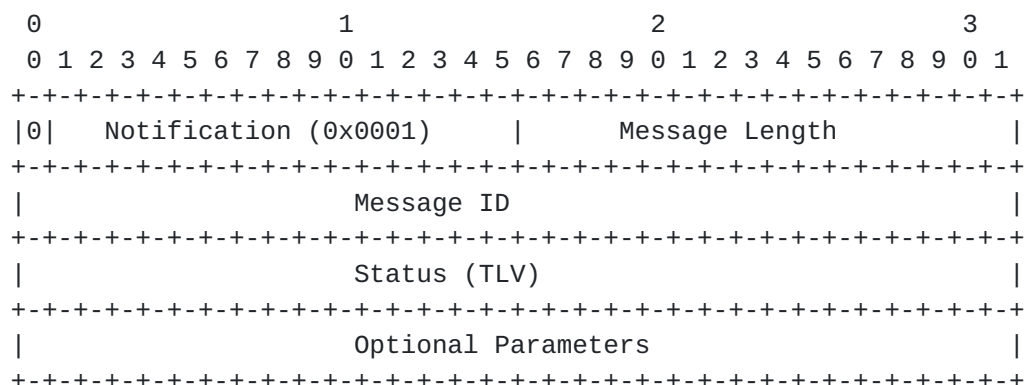 0                   1                   2                   3
 0 1 2 3 4 5 6 7 8 9 0 1 2 3 4 5 6 7 8 9 0 1 2 3 4 5 6 7 8 9 0 1
+-+-+-+-+-+-+-+-+-+-+-+-+-+-+-+-+-+-+-+-+-+-+-+-+-+-+-+-+-+-+-+-+
|0|   Notification (0x0001)     |      Message Length           |
+-+-+-+-+-+-+-+-+-+-+-+-+-+-+-+-+-+-+-+-+-+-+-+-+-+-+-+-+-+-+-+-+
|                     Message ID                                |
+-+-+-+-+-+-+-+-+-+-+-+-+-+-+-+-+-+-+-+-+-+-+-+-+-+-+-+-+-+-+-+-+
|                     Status (TLV)                              |
+-+-+-+-+-+-+-+-+-+-+-+-+-+-+-+-+-+-+-+-+-+-+-+-+-+-+-+-+-+-+-+-+
|                     Optional Parameters                       |
+-+-+-+-+-+-+-+-+-+-+-+-+-+-+-+-+-+-+-+-+-+-+-+-+-+-+-+-+-+-+-+-+